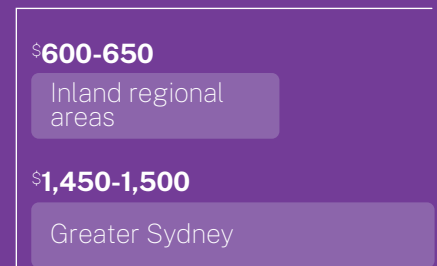 $600-650
Inland regional
areas
$1,450-1,500
Greater Sydney